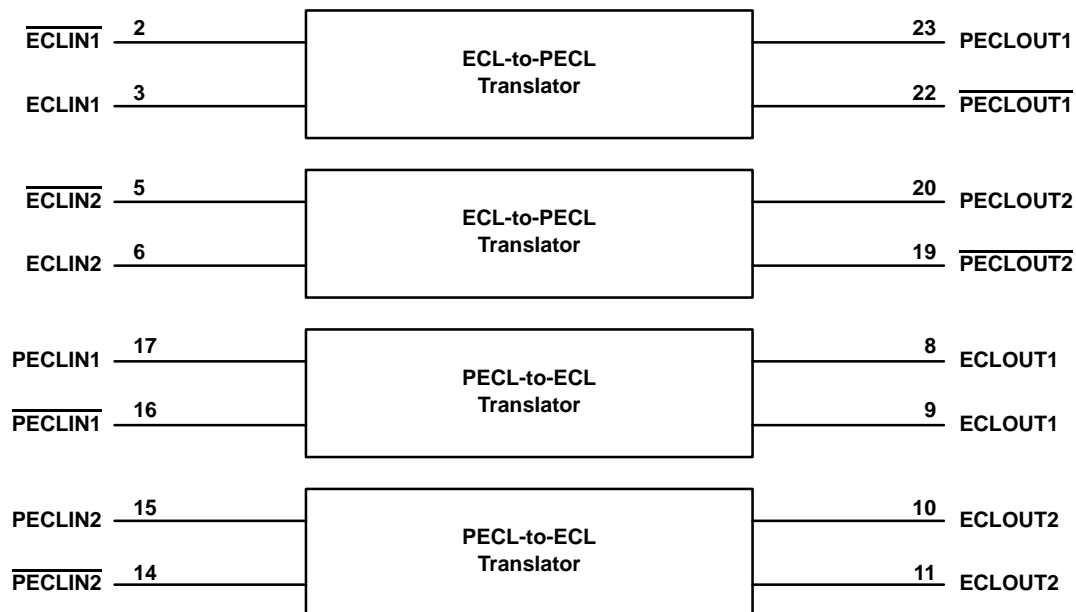 ECLIN1 2 ECL-to-PECL 23 PECLOUT1
Translator
ECLIN1 3 22 PECLOUT1
ECLIN2 5 ECL-to-PECL 20 PECLOUT2
Translator
ECLIN2 6 19 PECLOUT2
PECLIN1 17 PECL-to-ECL 8 ECLOUT1
Translator
PECLIN1 16 9 ECLOUT1
PECLIN2 15 PECL-to-ECL 10 ECLOUT2
Translator
PECLIN2 14 11 ECLOUT2